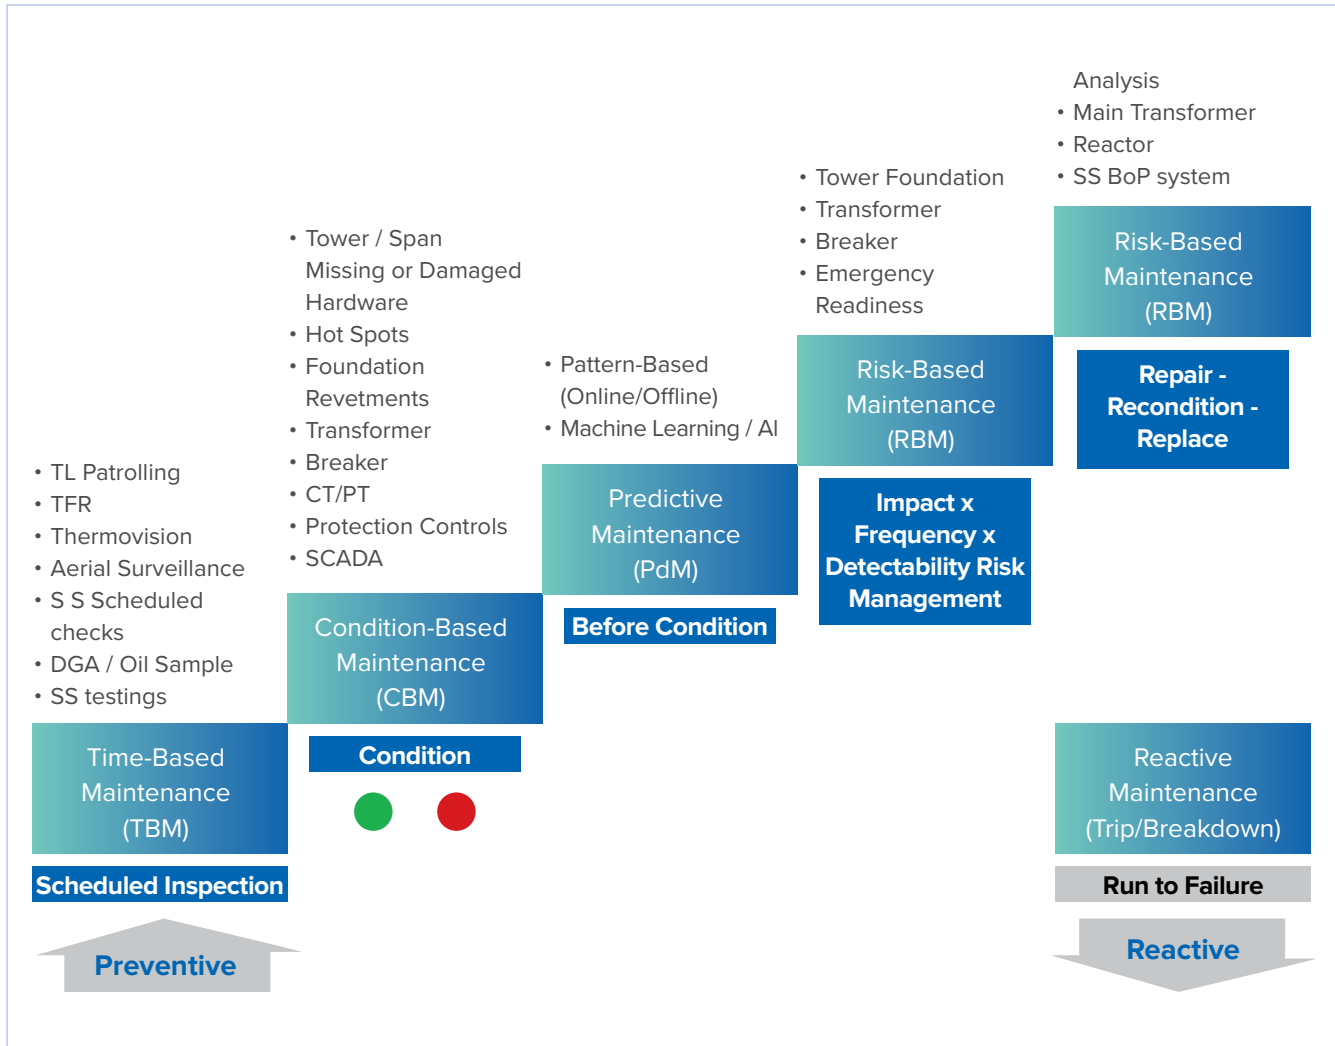 • TL Patrolling
• TFR
• Thermovision
• Aerial Surveillance
• S S Scheduled
checks
• DGA / Oil Sample
• SS testings
Time-Based
Maintenance
(TBM)
Scheduled Inspection
Preventive
• Tower / Span
Missing or Damaged
Hardware
• Hot Spots
• Foundation
Revetments
• Transformer
• Breaker
• CT/PT
• Protection Controls
• SCADA
Condition-Based
Maintenance
(CBM)
Condition
• Pattern-Based
(Online/Offline)
• Machine Learning / AI
Predictive
Maintenance
(PdM)
Before Condition
• Tower Foundation
• Transformer
• Breaker
• Emergency
Readiness
Risk-Based
Maintenance
(RBM)
Impact x
Frequency x
Detectability Risk
Management
Analysis
• Main Transformer
• Reactor
• SS BoP system
Risk-Based
Maintenance
(RBM)
Repair -
Recondition -
Replace
Reactive
Maintenance
(Trip/Breakdown)
Run to Failure
Reactive